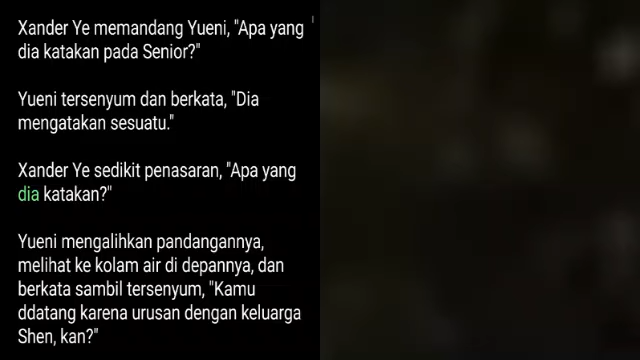 Xander Ye memandang Yueni, "Apa yang
dia katakan pada Senior?"
Yueni tersenyum dan berkata, "Dia
mengatakan sesuatu."
Xander Ye sedikit penasaran, "Apa yang
dia katakan?"
Yueni mengalihkan pandangannya,
melihat ke kolam air di depannya, dan
berkata sambil tersenyum, "Kamu
ddatang karena urusan dengan keluarga
Shen, kan?"